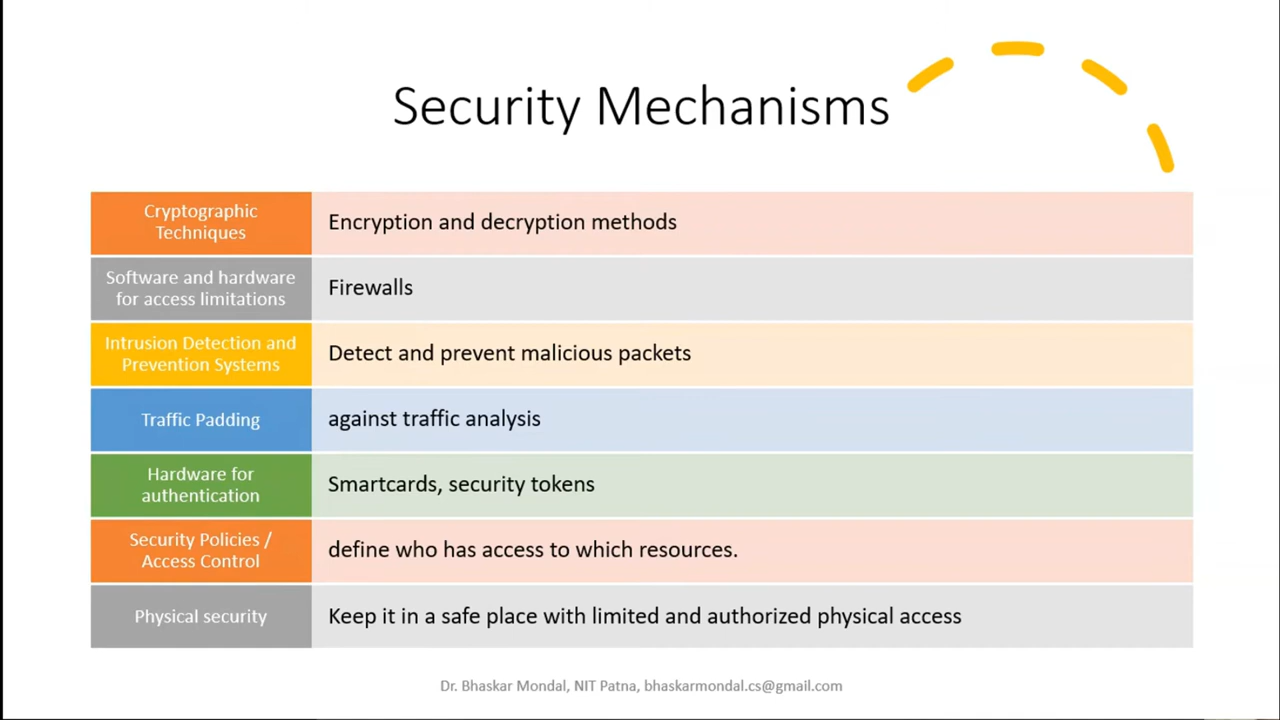 Security Mechanisms
Cryptographic
Techniques
Encryption and decryption methods
Software and hardware
for access limitations
Firewalls
Intrusion Detection and
Prevention Systems
Detect and prevent malicious packets
Traffic Padding
against traffic analysis
Hardware for
authentication
Smartcards, security tokens
Security Policies /
Access Control
define who has access to which resources.
Physical security
Keep it in a safe place with limited and authorized physical access
Dr. Bhaskar Mondal, NIT Patna, bhaskarmondal.cs@gmail.com